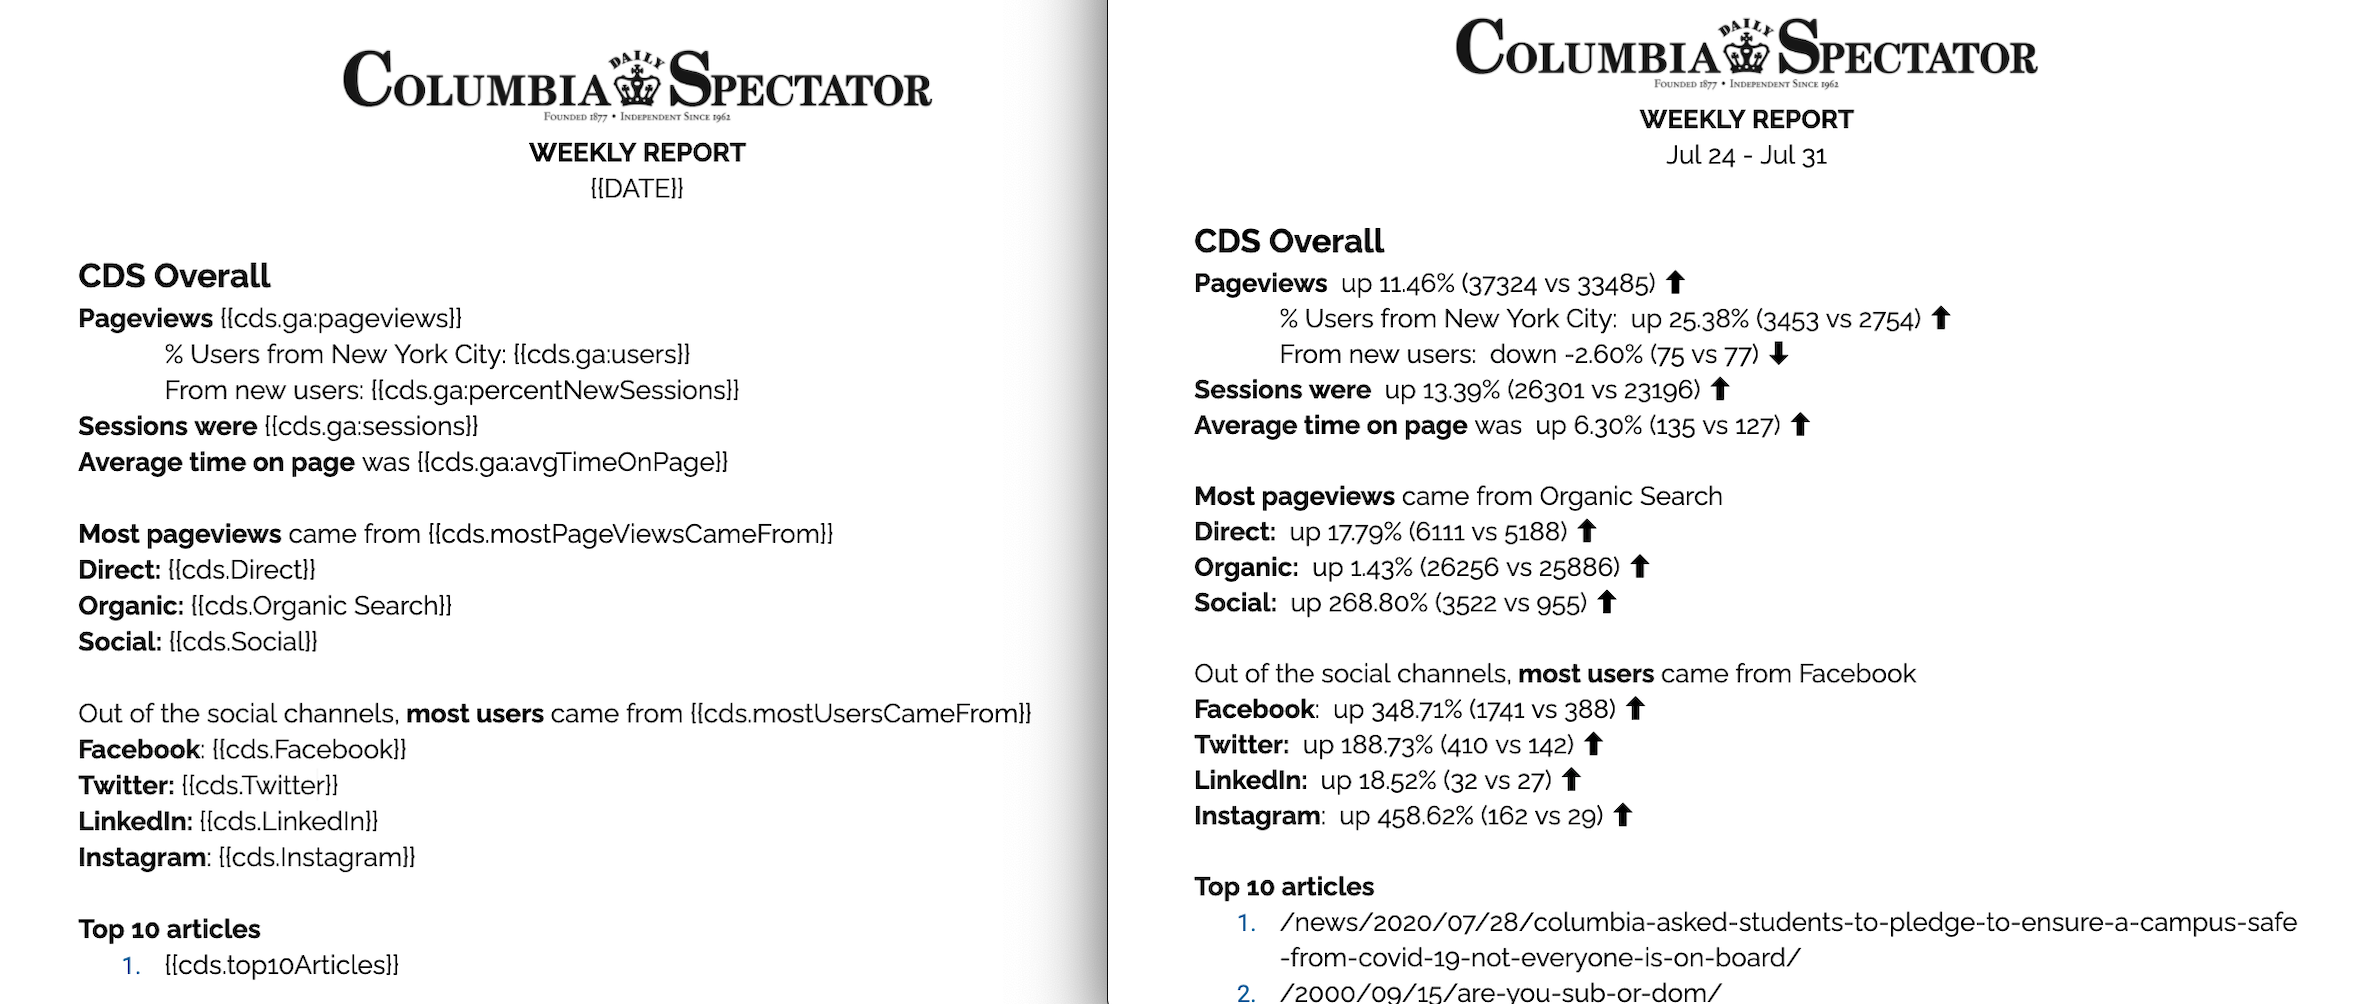 COLUMBIA DAILY SPECTATOR
FOUNDED 1877 • INDEPENDENT SINCE 1962
WEEKLY REPORT
{{DATE}}
CDS Overall
Pageviews {{cds.ga:pageviews}}
% Users from New York City: {{cds.ga:users}}
From new users: {{cds.ga:percentNewSessions}}
Sessions were {{cds.ga:sessions}}
Average time on page was {{cds.ga:avgTimeOnPage}}
Most pageviews came from {{cds.mostPageViewsCameFrom}}
Direct: {{cds.Direct}}
Organic: {{cds.Organic Search}}
Social: {{cds.Social}}
Out of the social channels, most users came from {{cds.mostUsersCameFrom}}
Facebook: {{cds.Facebook}}
Twitter: {{cds.Twitter}}
LinkedIn: {{cds.LinkedIn}}
Instagram: {{cds.Instagram}}
Top 10 articles
1. {{cds.top10Articles}}
COLUMBIA DAILY SPECTATOR
FOUNDED 1877 • INDEPENDENT SINCE 1962
WEEKLY REPORT
Jul 24 - Jul 31
CDS Overall
Pageviews up 11.46% (37324 vs 33485) ⬆
% Users from New York City: up 25.38% (3453 vs 2754) ⬆
From new users: down -2.60% (75 vs 77) ⬇
Sessions were up 13.39% (26301 vs 23196) ⬆
Average time on page was up 6.30% (135 vs 127) ⬆
Most pageviews came from Organic Search
Direct: up 17.79% (6111 vs 5188) ⬆
Organic: up 1.43% (26256 vs 25886) ⬆
Social: up 268.80% (3522 vs 955) ⬆
Out of the social channels, most users came from Facebook
Facebook: up 348.71% (1741 vs 388) ⬆
Twitter: up 188.73% (410 vs 142) ⬆
LinkedIn: up 18.52% (32 vs 27) ⬆
Instagram: up 458.62% (162 vs 29) ⬆
Top 10 articles
1. /news/2020/07/28/columbia-asked-students-to-pledge-to-ensure-a-campus-safe
-from-covid-19-not-everyone-is-on-board/
2. /2000/09/15/are-you-sub-or-dom/